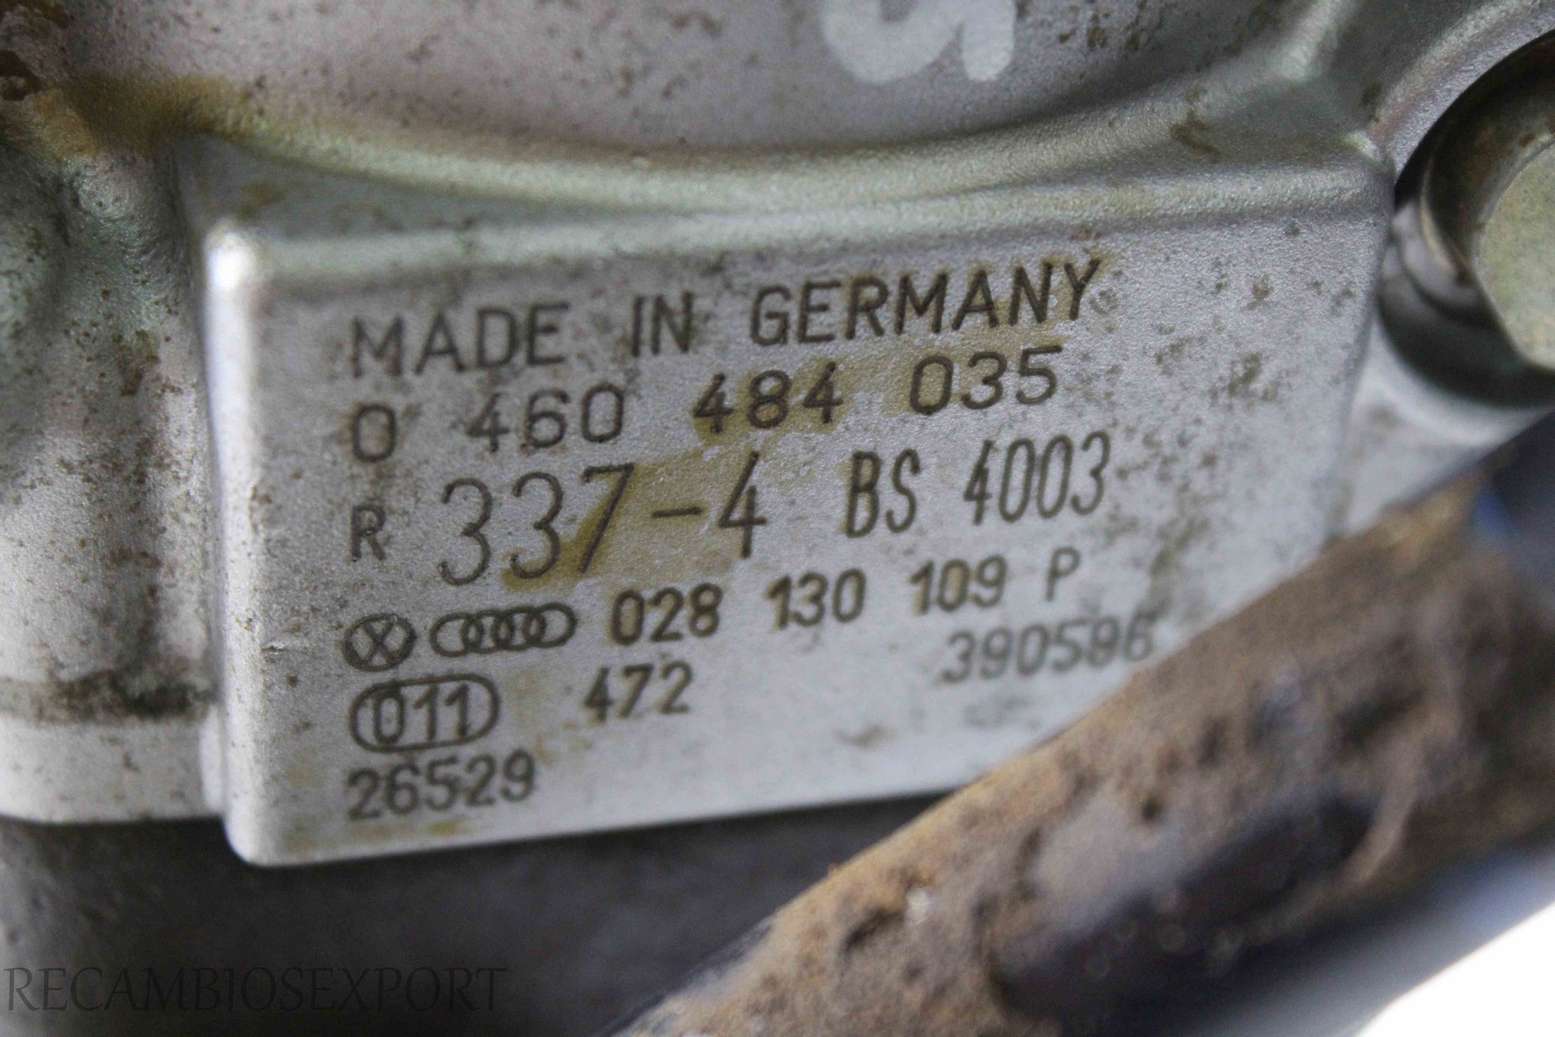 MADE IN GERMANY
0 460 484 035
R 337-4 BS 4003
028 130 109 P
011 472 390586
26529
RECAMBIOSEXPORT